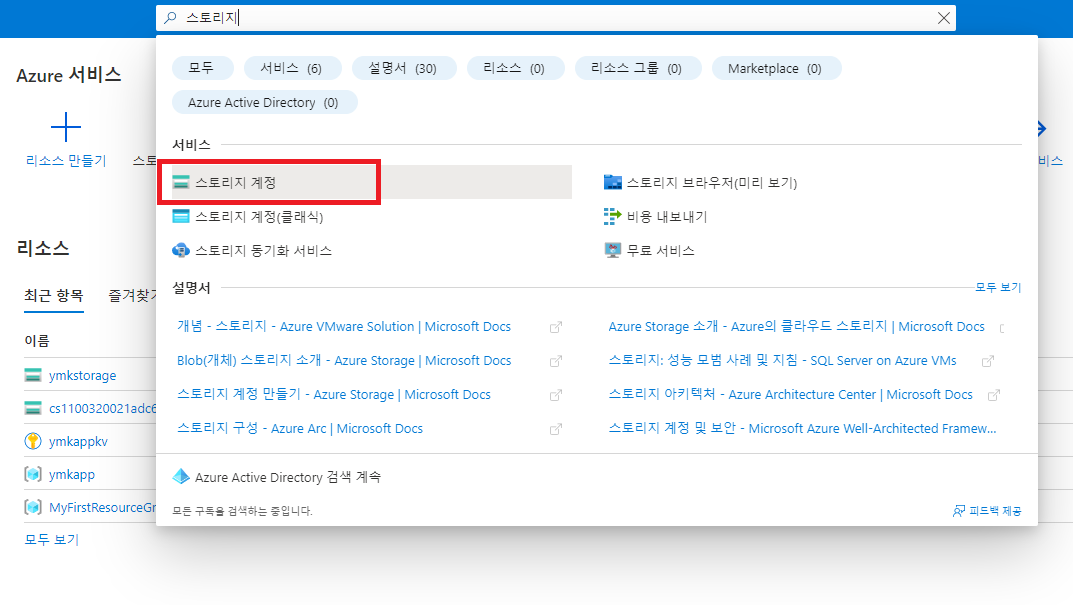 스토리지
모두 서비스 (6) 설명서 (30) 리소스 (0) 리소스 그룹 (0) Marketplace (0)
Azure Active Directory (0)
Azure 서비스
리소스 만들기 스토
비스
서비스
스토리지 계정 스토리지 브라우저(미리 보기)
스토리지 계정(클래식) 비용 내보내기
스토리지 동기화 서비스 무료 서비스
설명서 모두 보기
개념 - 스토리지 - Azure VMware Solution | Microsoft Docs Azure Storage 소개 - Azure의 클라우드 스토리지 | Microsoft Docs
Blob(개체) 스토리지 소개 - Azure Storage | Microsoft Docs 스토리지: 성능 모범 사례 및 지침 - SQL Server on Azure VMs
스토리지 계정 만들기 - Azure Storage | Microsoft Docs 스토리지 아키텍처 - Azure Architecture Center | Microsoft Docs
스토리지 구성 - Azure Arc | Microsoft Docs 스토리지 계정 및 보안 - Microsoft Azure Well-Architected Framew...
Azure Active Directory 검색 계속
모든 구독을 검색하는 중입니다. 피드백 제공
리소스
최근 항목 즐겨찾기
이름
ymkstorage
cs1100320021adc6
ymkappkv
ymkapp
MyFirstResourceGr
모두 보기